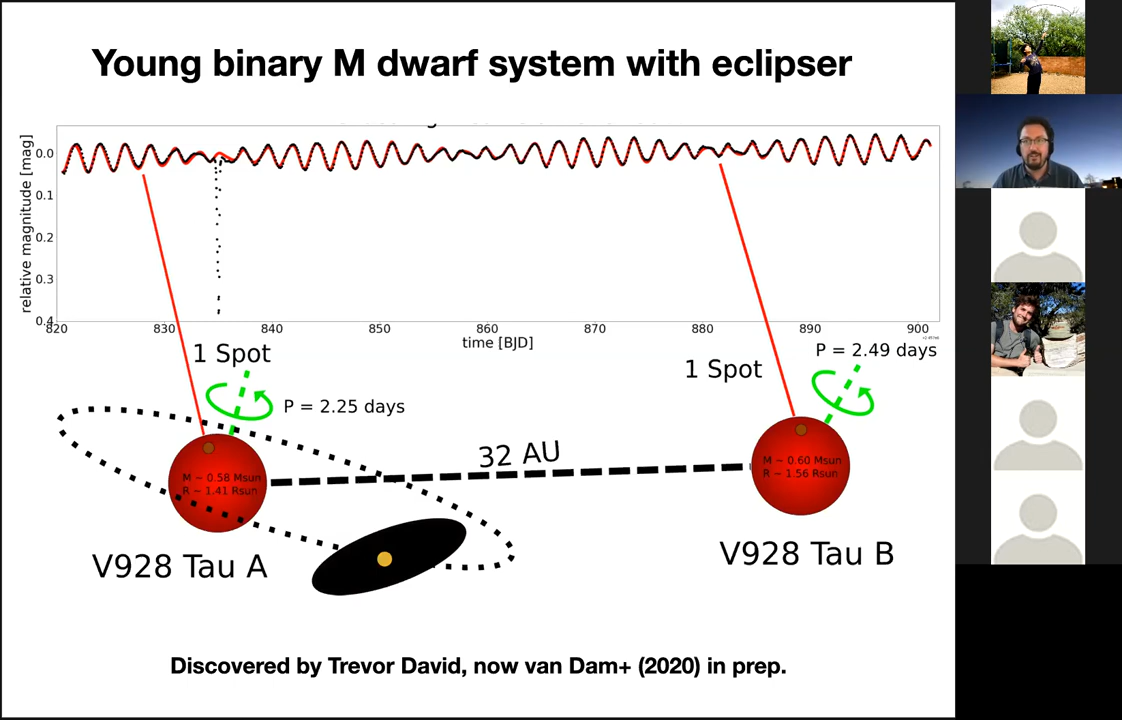 Young binary M dwarf system with eclipser
relative magnitude [mag]
0.0
0.1
0.2
0.3
0.4
820 830 840 850 860 870 880 890 900
time [BJD]
1 Spot
P = 2.25 days
1 Spot
P = 2.49 days
32 AU
M ~ 0.58 Msun
R ~ 1.41 Rsun
M ~ 0.60 Msun
R ~ 1.56 Rsun
V928 Tau A
V928 Tau B
Discovered by Trevor David, now van Dam+ (2020) in prep.